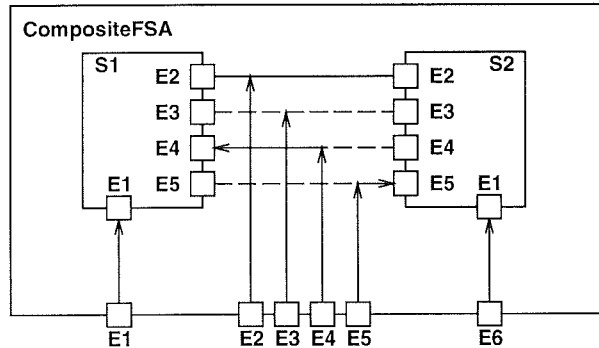 CompositeFSA
S1 S2
E2 E2
E3 E3
E4 E4
E5 E5
E1 E1
E1 E2 E3 E4 E5 E6